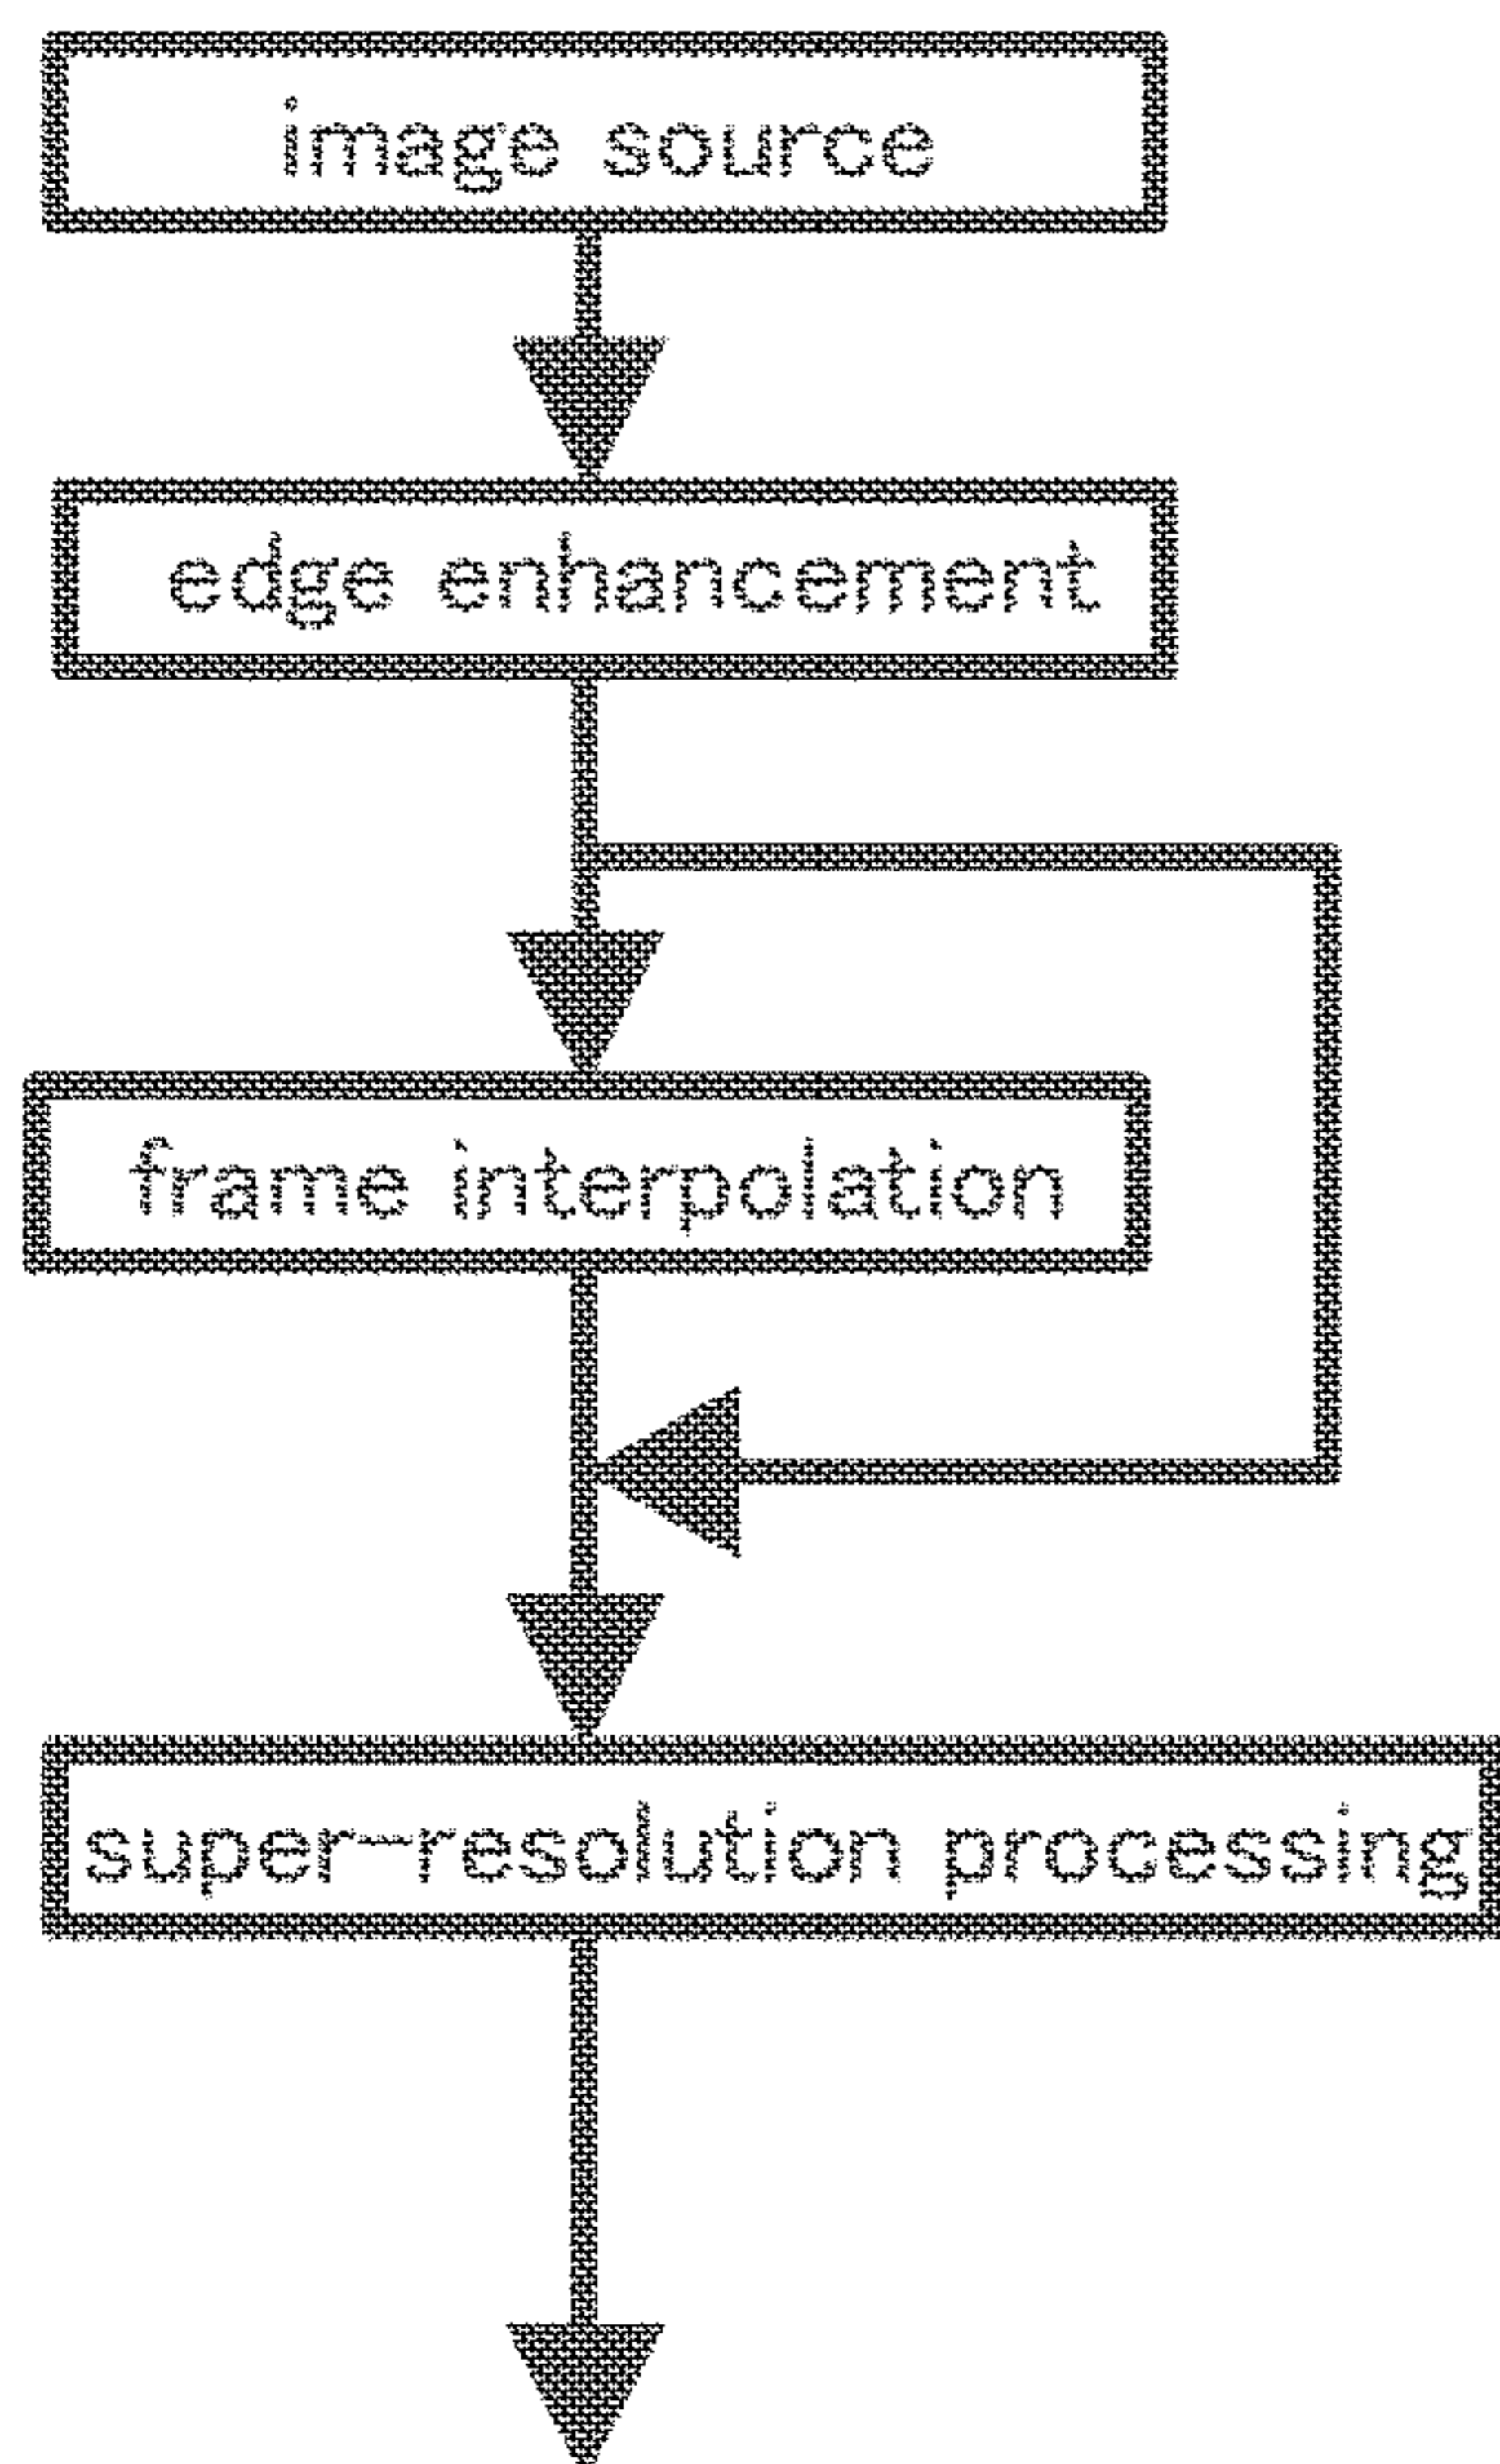 image source
edge enhancement
frame interpolation
super-resolution processing